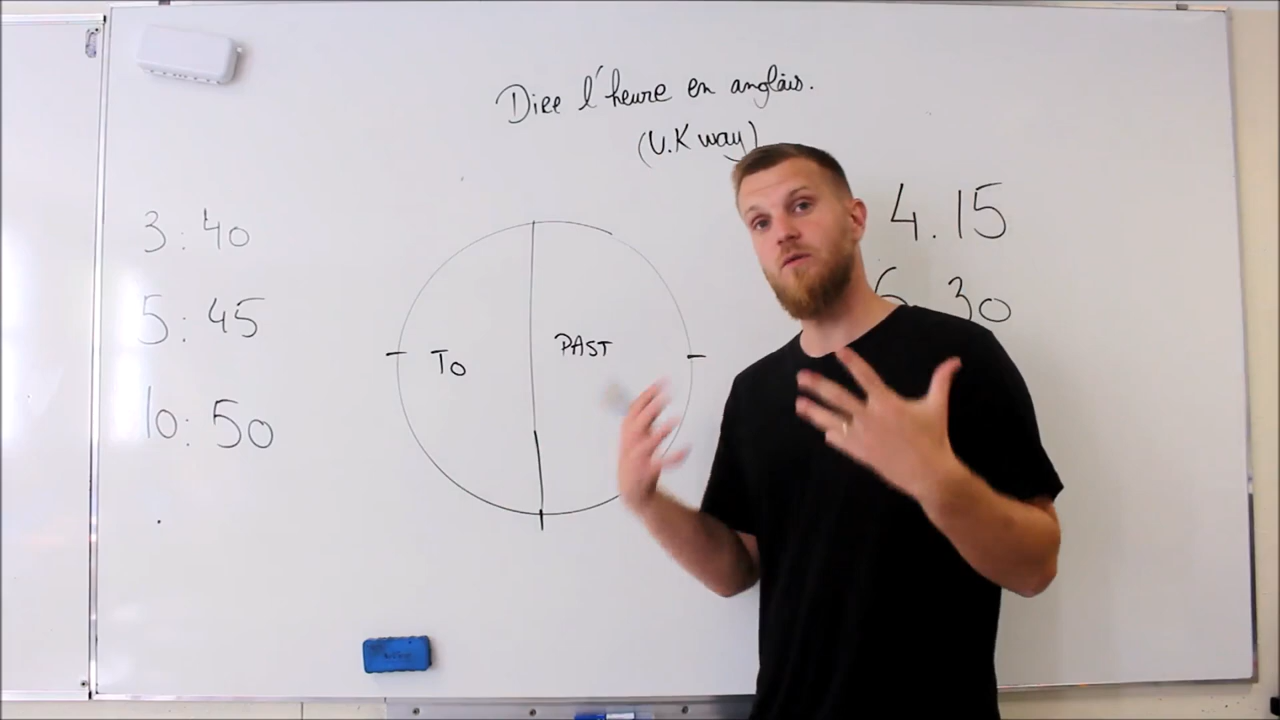 Dire l'heure en anglais.
(U.K way)
3:40
5:45
10:50
To
PAST
4.15
30